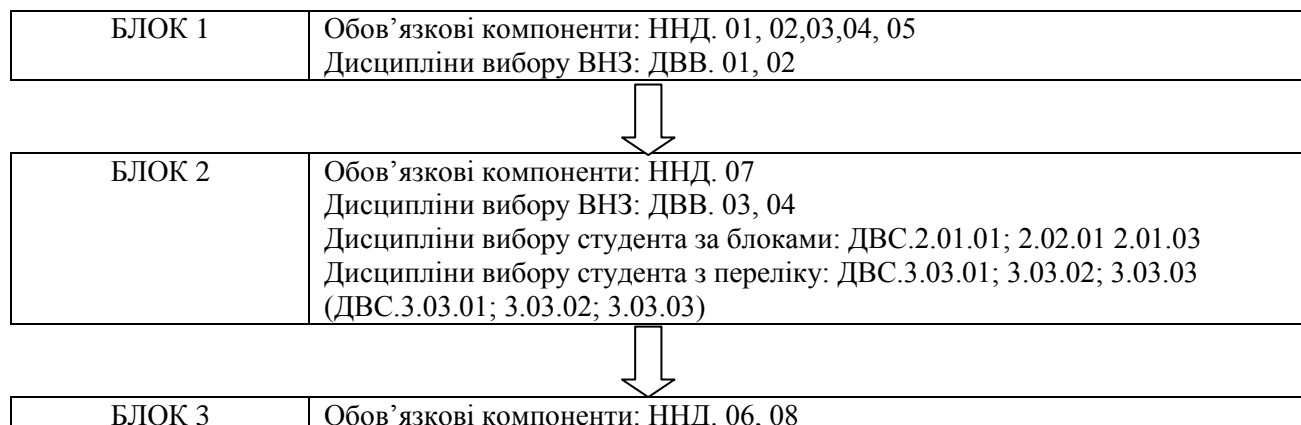 БЛОК 1
Обов’язкові компоненти: ННД. 01, 02,03,04, 05
Дисципліни вибору ВНЗ: ДВВ. 01, 02
БЛОК 2
Обов’язкові компоненти: ННД. 07
Дисципліни вибору ВНЗ: ДВВ. 03, 04
Дисципліни вибору студента за блоками: ДВС.2.01.01; 2.02.01 2.01.03
Дисципліни вибору студента з переліку: ДВС.3.03.01; 3.03.02; 3.03.03
(ДВС.3.03.01; 3.03.02; 3.03.03)
БЛОК 3
Обов’язкові компоненти: ННД. 06, 08